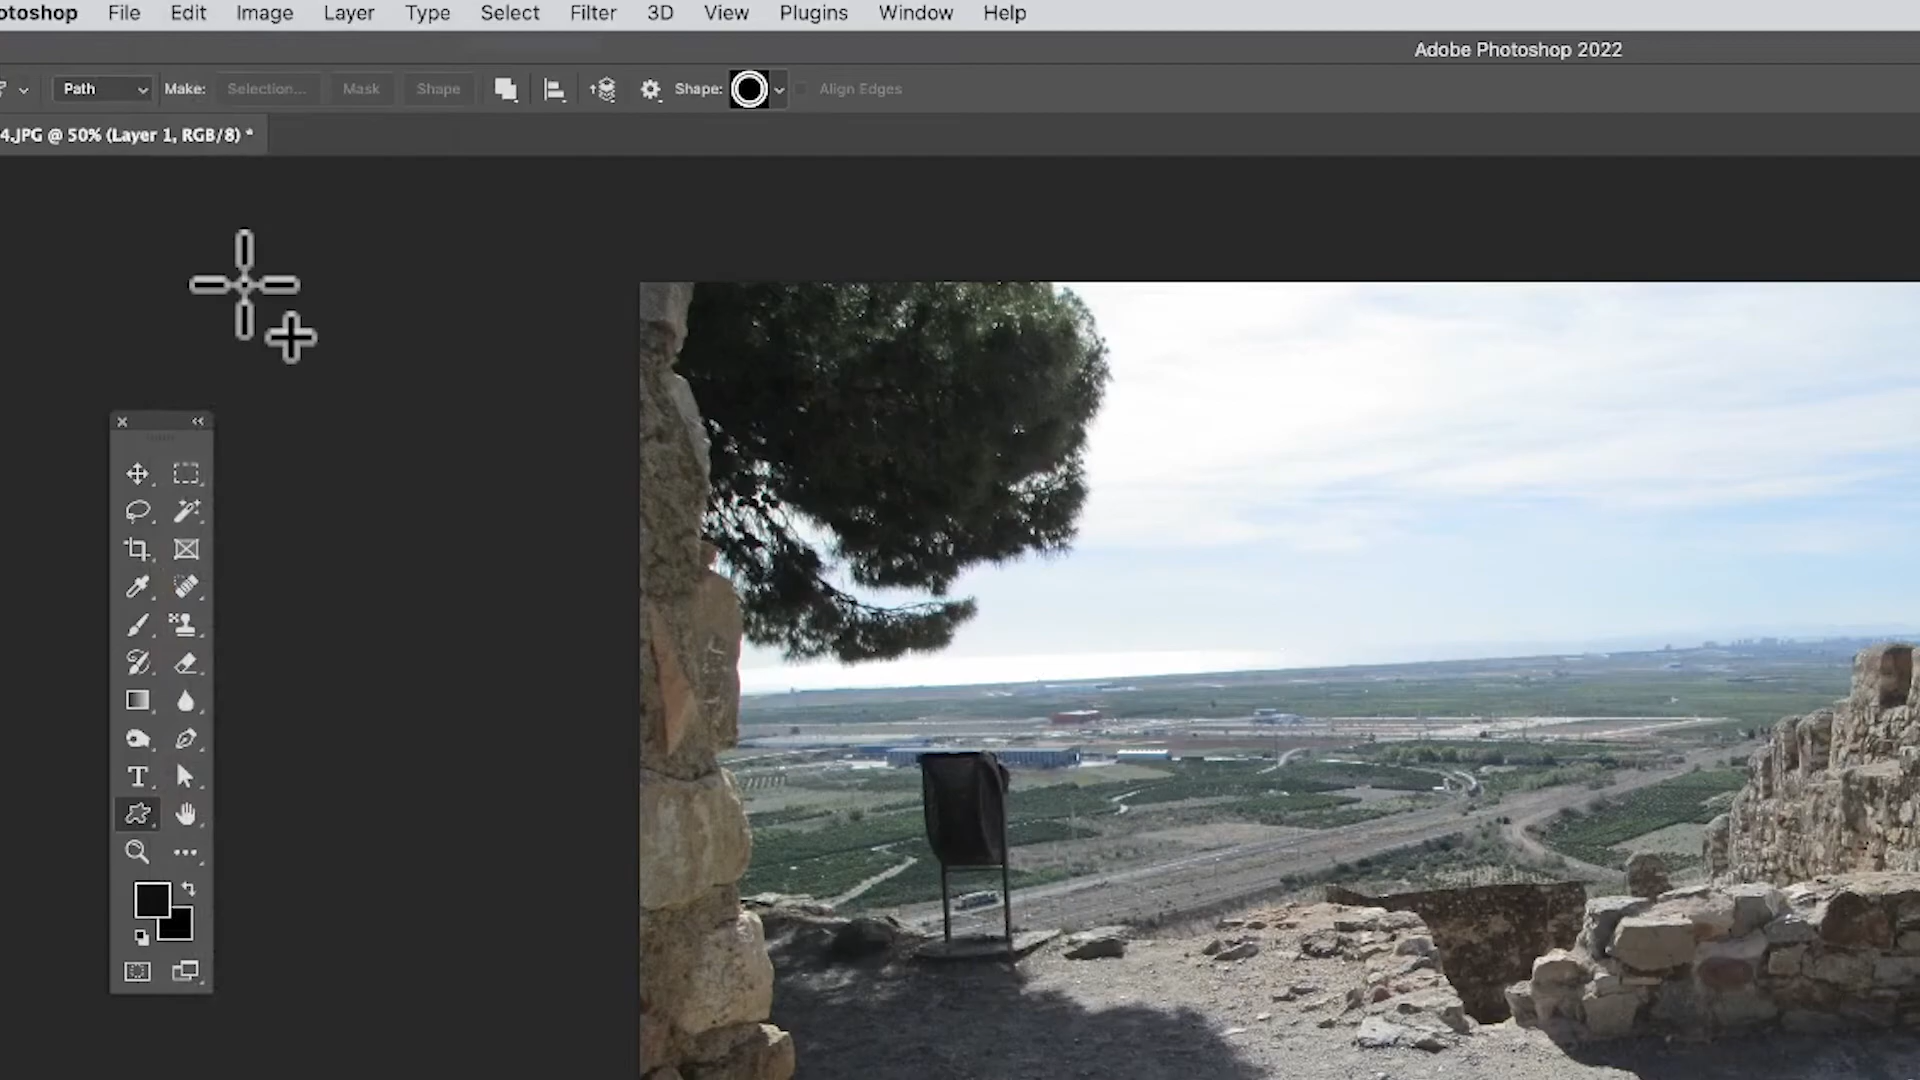 otoshop File Edit Image Layer Type Select Filter 3D View Plugins Window Help
Adobe Photoshop 2022
Path Make: Selection... Mask Shape Shape: Align Edges
4.JPG @ 50% (Layer 1, RGB/8) *